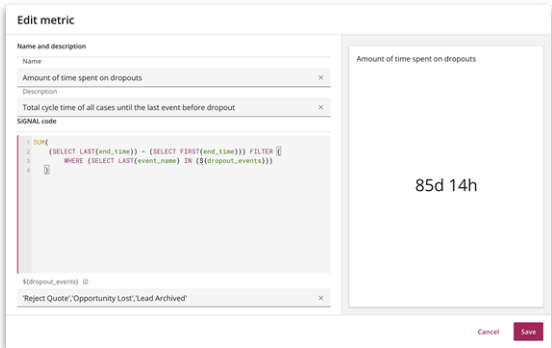 Edit metric
Name and description
Name
Amount of time spent on dropouts
Description
Total cycle time of all cases until the last event before dropout
SiGNAL code
1 SUM(
2 (SELECT LAST(end_time)) - (SELECT FIRST(end_time))) FILTER (
3 WHERE (SELECT LAST(event_name) IN (${dropout_events}))
4 )
${dropout_events}
'Reject Quote','Opportunity Lost','Lead Archived'
Amount of time spent on dropouts
85d 14h
Cancel
Save